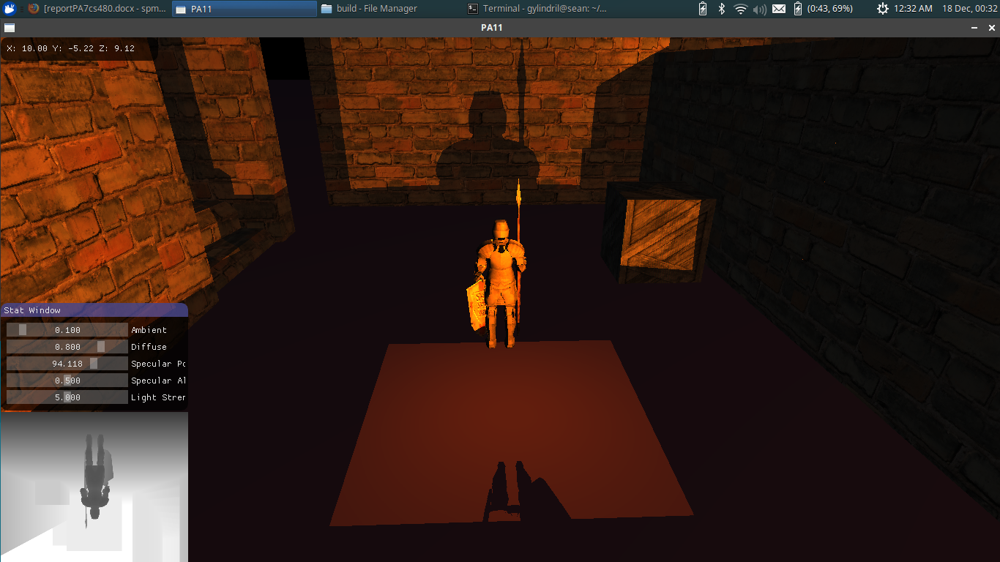 [reportPA7cs480.docx - spm...
PA11
build - File Manager
Terminal - gylindril@sean: ~/...
(0:43, 69%)
12:32 AM
18 Dec, 00:32
PA11
X: 10.00 Y: -5.22 Z: 9.12
Stat Window
0.100 Ambient
0.800 Diffuse
94.118 Specular Po
0.500 Specular Al
5.000 Light Stren